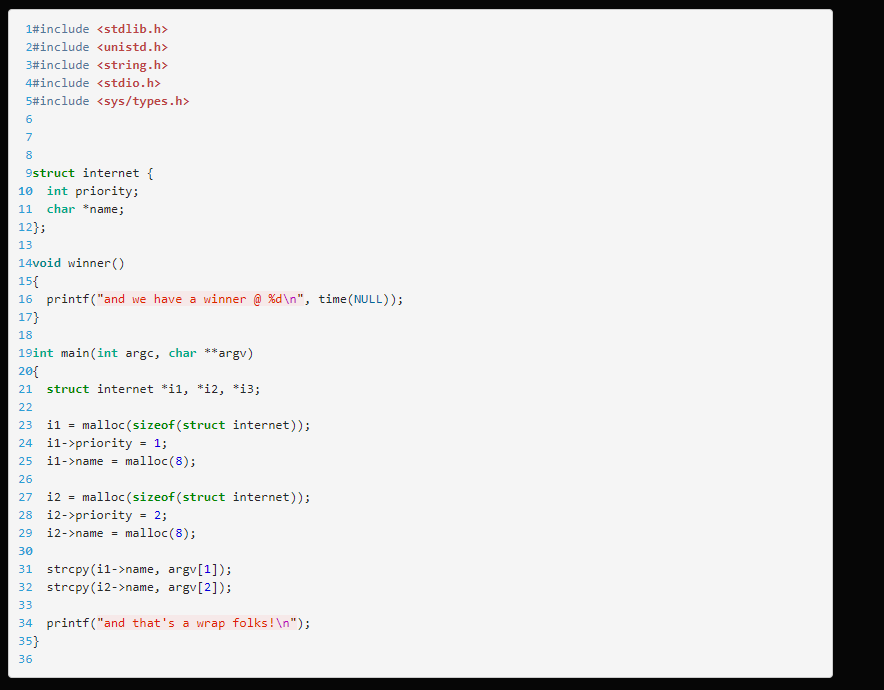 1#include <stdlib.h>
2#include <unistd.h>
3#include <string.h>
4#include <stdio.h>
5#include <sys/types.h>
6
7
8
9struct internet {
10  int priority;
11  char *name;
12};
13
14void winner()
15{
16  printf("and we have a winner @ %d\n", time(NULL));
17}
18
19int main(int argc, char **argv)
20{
21  struct internet *i1, *i2, *i3;
22
23  i1 = malloc(sizeof(struct internet));
24  i1->priority = 1;
25  i1->name = malloc(8);
26
27  i2 = malloc(sizeof(struct internet));
28  i2->priority = 2;
29  i2->name = malloc(8);
30
31  strcpy(i1->name, argv[1]);
32  strcpy(i2->name, argv[2]);
33
34  printf("and that's a wrap folks!\n");
35}
36